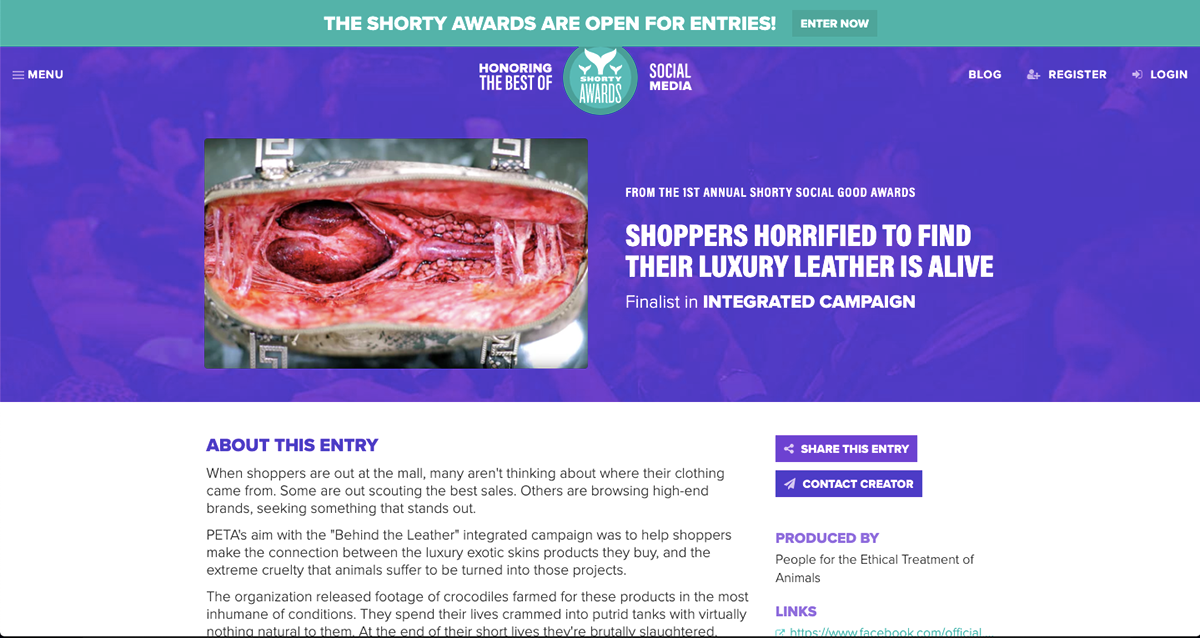 THE SHORTY AWARDS ARE OPEN FOR ENTRIES!
ENTER NOW
MENU
HONORING
THE BEST OF
SHORTY
AWARDS
SOCIAL
MEDIA
BLOG
REGISTER
LOGIN
FROM THE 1ST ANNUAL SHORTY SOCIAL GOOD AWARDS
SHOPPERS HORRIFIED TO FIND
THEIR LUXURY LEATHER IS ALIVE
Finalist in INTEGRATED CAMPAIGN
ABOUT THIS ENTRY
When shoppers are out at the mall, many aren't thinking about where their clothing
came from. Some are out scouting the best sales. Others are browsing high-end
brands, seeking something that stands out.
PETA's aim with the "Behind the Leather" integrated campaign was to help shoppers
make the connection between the luxury exotic skins products they buy, and the
extreme cruelty that animals suffer to be turned into those projects.
The organization released footage of crocodiles farmed for these products in the most
inhumane of conditions. They spend their lives crammed into putrid tanks with virtually
nothing natural to them. At the end of their short lives they're brutally slaughtered.
SHARE THIS ENTRY
CONTACT CREATOR
PRODUCED BY
People for the Ethical Treatment of
Animals
LINKS
https://www.facebook.com/official